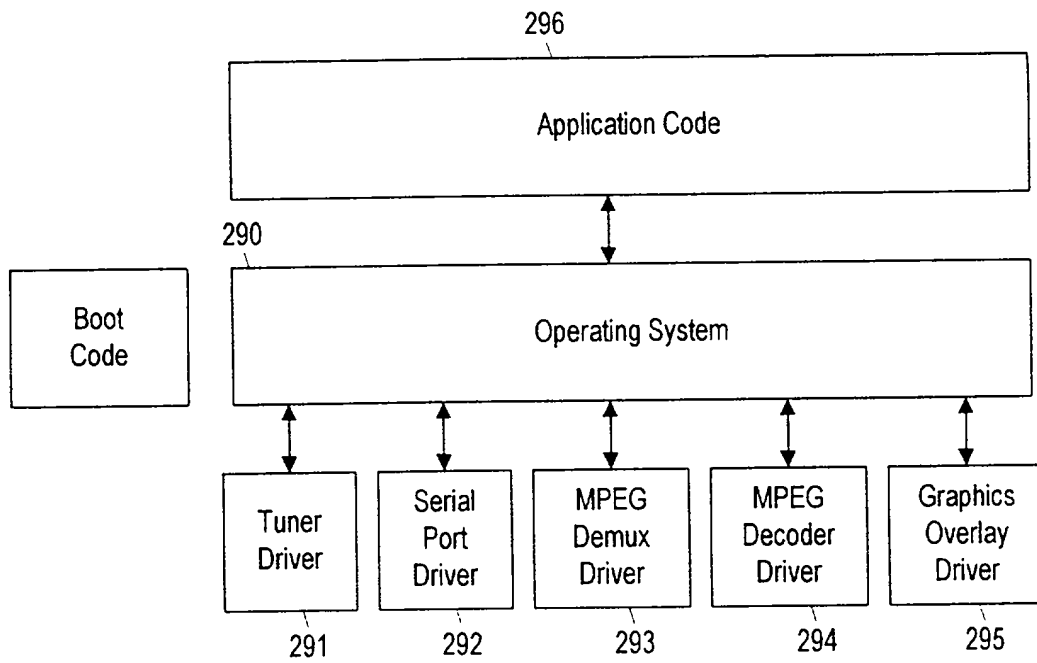 296
Application Code
290
Boot
Code
Operating System
Tuner
Driver
Serial
Port
Driver
MPEG
Demux
Driver
MPEG
Decoder
Driver
Graphics
Overlay
Driver
291
292
293
294
295